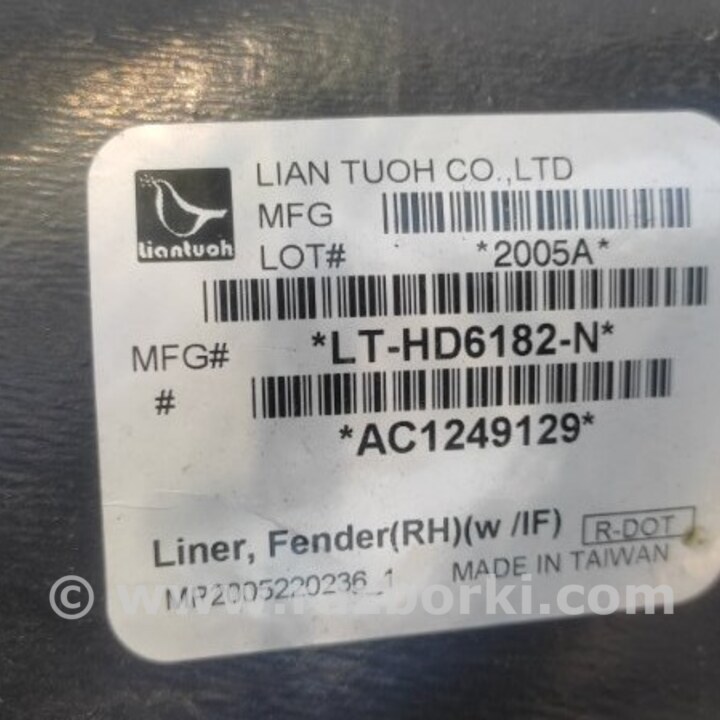 LIAN TUOH CO.,LTD
Liantuoh
MFG
LOT#
*2005A*
MFG#
*LT-HD6182-N*
#
*AC1249129*
Liner, Fender(RH)(w /IF)
R-DOT
MP2005220236_1
MADE IN TAIWAN
© www.razborki.com